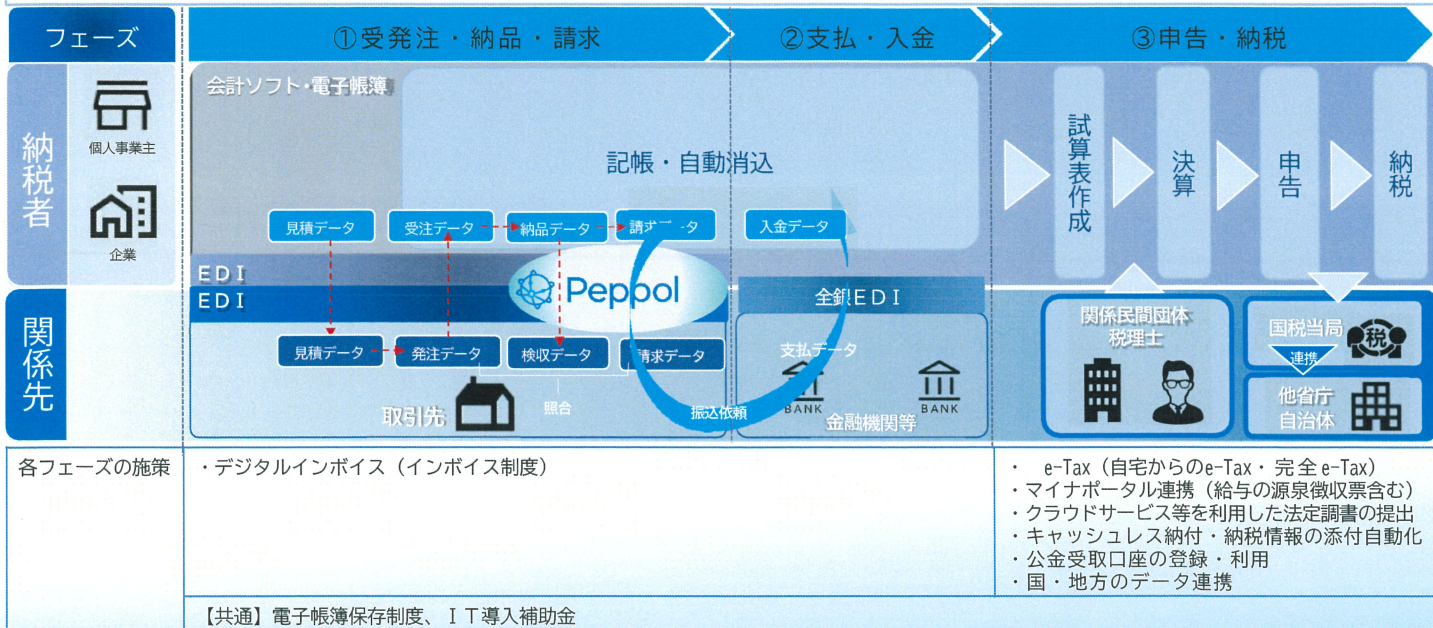 フェーズ
①受発注・納品・請求
②支払・入金
③申告・納税
納税者
個人事業主
企業
会計ソフト・電子帳簿
記帳・自動消込
見積データ
受注データ
納品データ
請求データ
入金データ
試算表作成
決算
申告
納税
EDI
EDI
Peppol
全銀EDI
関係先
見積データ
発注データ
検収データ
請求データ
照合
取引先
振込依頼
支払データ
BANK
BANK
金融機関等
関係民間団体
税理士
国税当局
税
連携
他省庁
自治体
各フェーズの施策
・デジタルインボイス（インボイス制度）
・ e-Tax（自宅からのe-Tax・完全e-Tax）
・マイナポータル連携（給与の源泉徴収票含む）
・クラウドサービス等を利用した法定調書の提出
・キャッシュレス納付・納税情報の添付自動化
・公金受取口座の登録・利用
・国・地方のデータ連携
【共通】電子帳簿保存制度、ＩＴ導入補助金